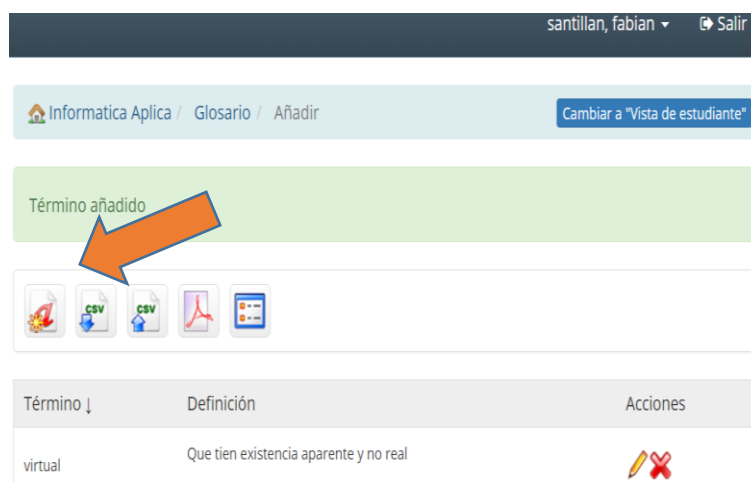 santillan, fabian Salir
Informatica Aplica / Glosario / Añadir Cambiar a "Vista de estudiante"
Término añadido
CSV CSV
Término ↓ Definición Acciones
virtual Que tien existencia aparente y no real